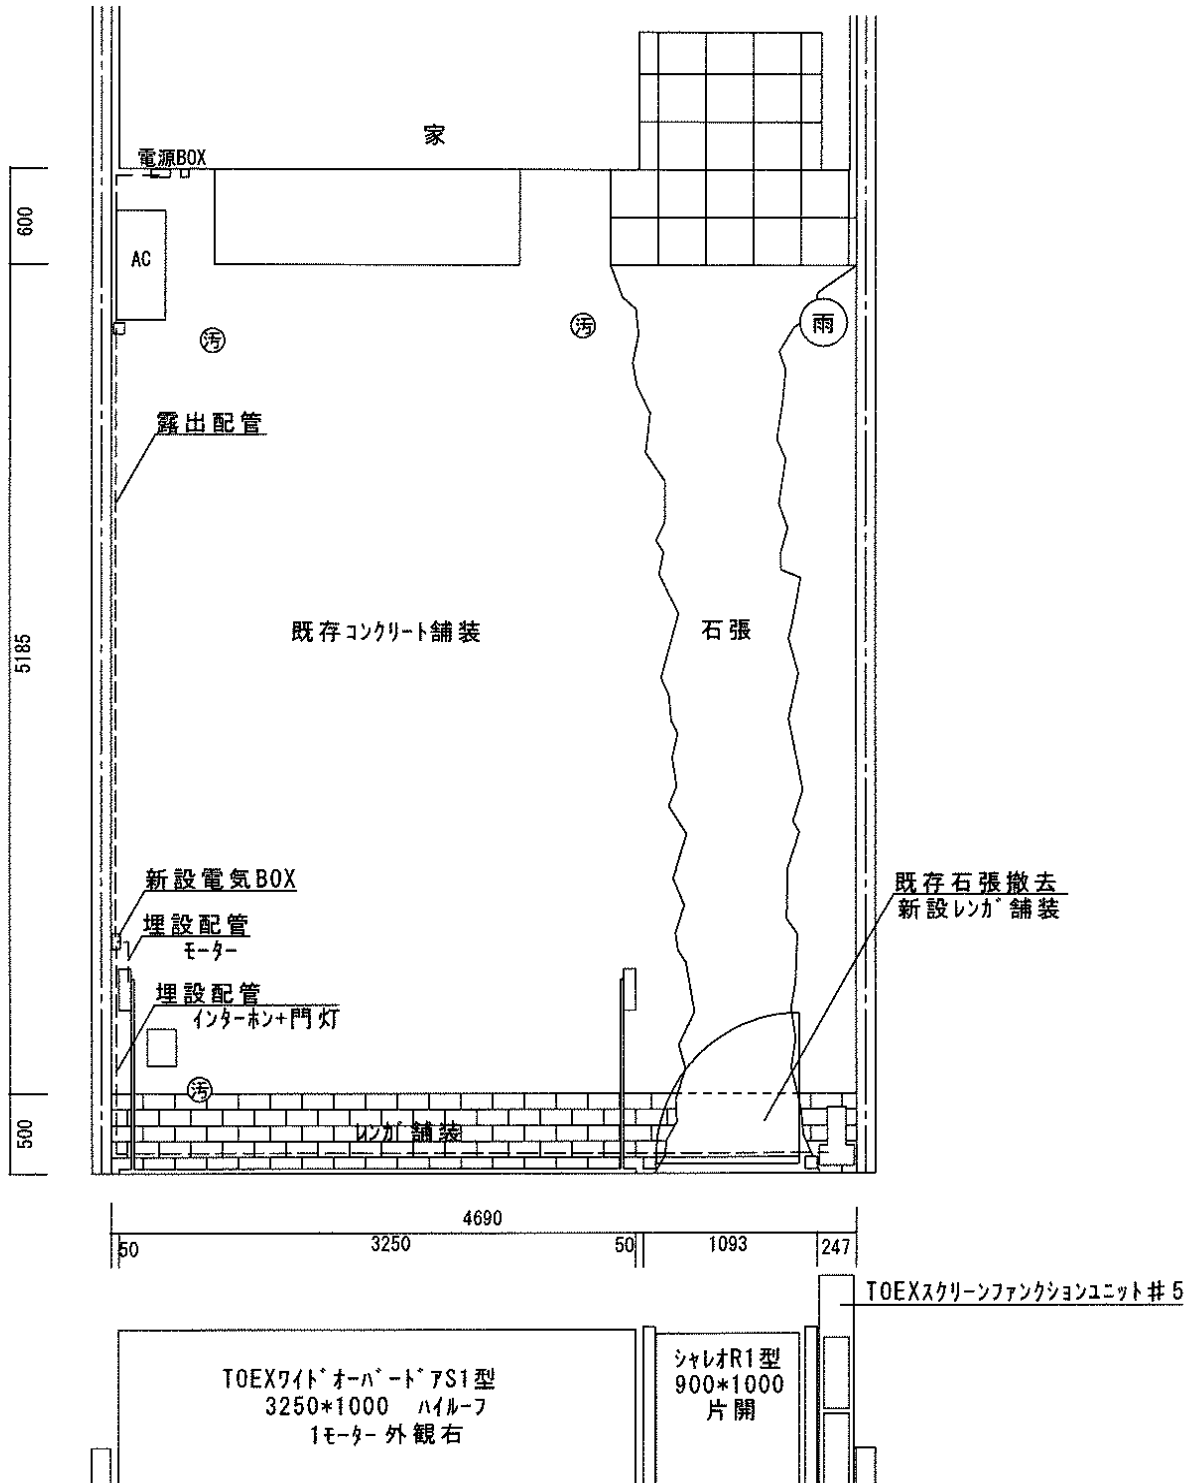 家
電源BOX
600
AC
汚
汚
雨
露出配管
5185
既存コンクリート舗装
石張
新設電気BOX
埋設配管
モーター
既存石張撤去
新設レンガ舗装
埋設配管
インターホン+門灯
汚
500
レンガ舗装
4690
50
3250
50
1093
247
TOEXスクリーンファンクションユニット#5
TOEXワイドオーバードアS1型
3250*1000 ハイルーフ
1モーター外観右
シャレオR1型
900*1000
片開